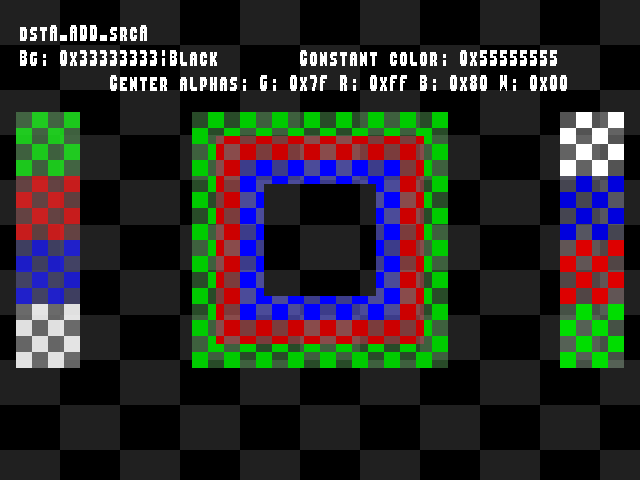 dstA_ADD_srcA
Bg: 0x33333333¦Black Constant color: 0x55555555
Center alphas: G: 0x7F R: 0xFF B: 0x80 W: 0x00